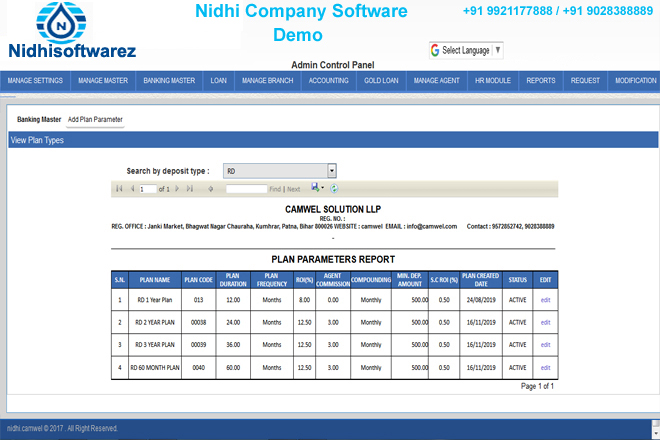 Nidhi Company Software
Demo
+91 9921177888 / +91 9028388889
Nidhisoftwarez
Select Language
Admin Control Panel
MANAGE SETTINGS MANAGE MASTER BANKING MASTER LOAN MANAGE BRANCH ACCOUNTING GOLD LOAN MANAGE AGENT HR MODULE REPORTS REQUEST MODIFICATION
Banking Master Add Plan Parameter
View Plan Types
Search by deposit type : RD
1 of 1 Find | Next
CAMWEL SOLUTION LLP
REG. NO. :
REG. OFFICE : Janki Market, Bhagwat Nagar Chauraha, Kumhrar, Patna, Bihar 800026 WEBSITE : camwel EMAIL : info@camwel.com Contact : 9572852742, 9028388889
-
PLAN PARAMETERS REPORT
S.N. PLAN NAME PLAN CODE PLAN DURATION PLAN FREQUENCY ROI(%) AGENT COMMISSION COMPOUNDING MIN. DEP. AMOUNT S.C ROI (%) PLAN CREATED DATE STATUS EDIT
1 RD 1 Year Plan 013 12.00 Months 8.00 0.00 Monthly 500.00 0.50 24/08/2019 ACTIVE edit
2 RD 2 YEAR PLAN 00038 24.00 Months 12.50 3.00 Monthly 500.00 0.50 16/11/2019 ACTIVE edit
3 RD 3 YEAR PLAN 00039 36.00 Months 12.50 3.00 Monthly 500.00 0.50 16/11/2019 ACTIVE edit
4 RD 60 MONTH PLAN 0040 60.00 Months 12.50 3.00 Monthly 500.00 0.50 16/11/2019 ACTIVE edit
Page 1 of 1
nidhi.camwel © 2017 . All Right Reserved.